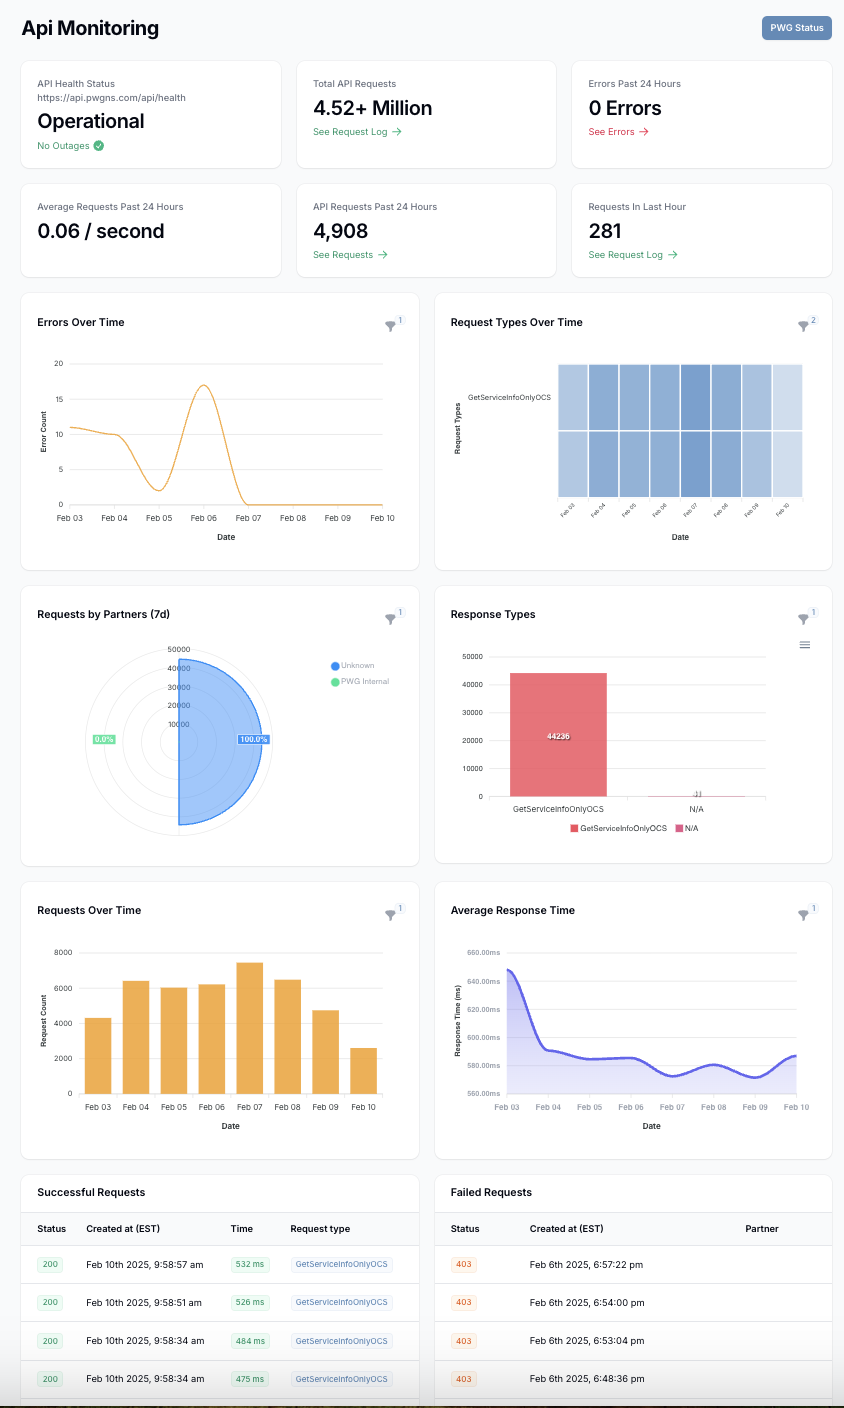 Api Monitoring
PWG Status
API Health Status
https://api.pwgns.com/api/health
Operational
No Outages
Total API Requests
4.52+ Million
See Request Log →
Errors Past 24 Hours
0 Errors
See Errors →
Average Requests Past 24 Hours
0.06 / second
API Requests Past 24 Hours
4,908
See Requests →
Requests In Last Hour
281
See Request Log →
Errors Over Time
1
20
15
10
5
0
Error Count
Feb 03 Feb 04 Feb 05 Feb 06 Feb 07 Feb 08 Feb 09 Feb 10
Date
Request Types Over Time
2
GetServiceInfoOnlyOCS
Request Types
Feb 03 Feb 04 Feb 05 Feb 06 Feb 07 Feb 08 Feb 09 Feb 10
Date
Requests by Partners (7d)
1
50000
40000
30000
20000
10000
0.0%
100.0%
Unknown
PWG Internal
Response Types
1
50000
40000
30000
20000
10000
0
44236
GetServiceInfoOnlyOCS N/A
GetServiceInfoOnlyOCS N/A
Requests Over Time
1
8000
6000
4000
2000
0
Request Count
Feb 03 Feb 04 Feb 05 Feb 06 Feb 07 Feb 08 Feb 09 Feb 10
Date
Average Response Time
1
660.00ms
640.00ms
620.00ms
600.00ms
580.00ms
560.00ms
Response Time (ms)
Feb 03 Feb 04 Feb 05 Feb 06 Feb 07 Feb 08 Feb 09 Feb 10
Date
Successful Requests
Status Created at (EST) Time Request type
200 Feb 10th 2025, 9:58:57 am 532 ms GetServiceInfoOnlyOCS
200 Feb 10th 2025, 9:58:51 am 526 ms GetServiceInfoOnlyOCS
200 Feb 10th 2025, 9:58:34 am 484 ms GetServiceInfoOnlyOCS
200 Feb 10th 2025, 9:58:34 am 475 ms GetServiceInfoOnlyOCS
Failed Requests
Status Created at (EST) Partner
403 Feb 6th 2025, 6:57:22 pm
403 Feb 6th 2025, 6:54:00 pm
403 Feb 6th 2025, 6:53:04 pm
403 Feb 6th 2025, 6:48:36 pm